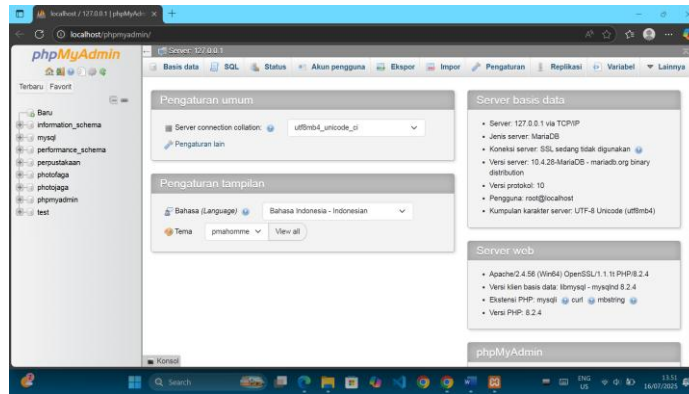 localhost / 127.0.0.1 | phpMyAdm
localhost/phpmyadmin/
phpMyAdmin
Terbaru Favorit
Baru
information_schema
mysql
performance_schema
perpustakaan
photofaga
photojaga
phpmyadmin
test
Server: 127.0.0.1
Basis data SQL Status Akun pengguna Ekspor Impor Pengaturan Replikasi Variabel Lainnya
Pengaturan umum
Server connection collation: utf8mb4_unicode_ci
Pengaturan lain
Pengaturan tampilan
Bahasa (Language) Bahasa Indonesia - Indonesian
Tema pmahomme View all
Server basis data
• Server: 127.0.0.1 via TCP/IP
• Jenis server: MariaDB
• Koneksi server: SSL sedang tidak digunakan
• Versi server: 10.4.28-MariaDB - mariadb.org binary
distribution
• Versi protokol: 10
• Pengguna: root@localhost
• Kumpulan karakter server: UTF-8 Unicode (utf8mb4)
Server web
• Apache/2.4.56 (Win64) OpenSSL/1.1.1t PHP/8.2.4
• Versi klien basis data: libmysql - mysqlnd 8.2.4
• Ekstensi PHP: mysqli curl mbstring
• Versi PHP: 8.2.4
phpMyAdmin
Konsol
Search
ENG
US
13.51
16/07/2025